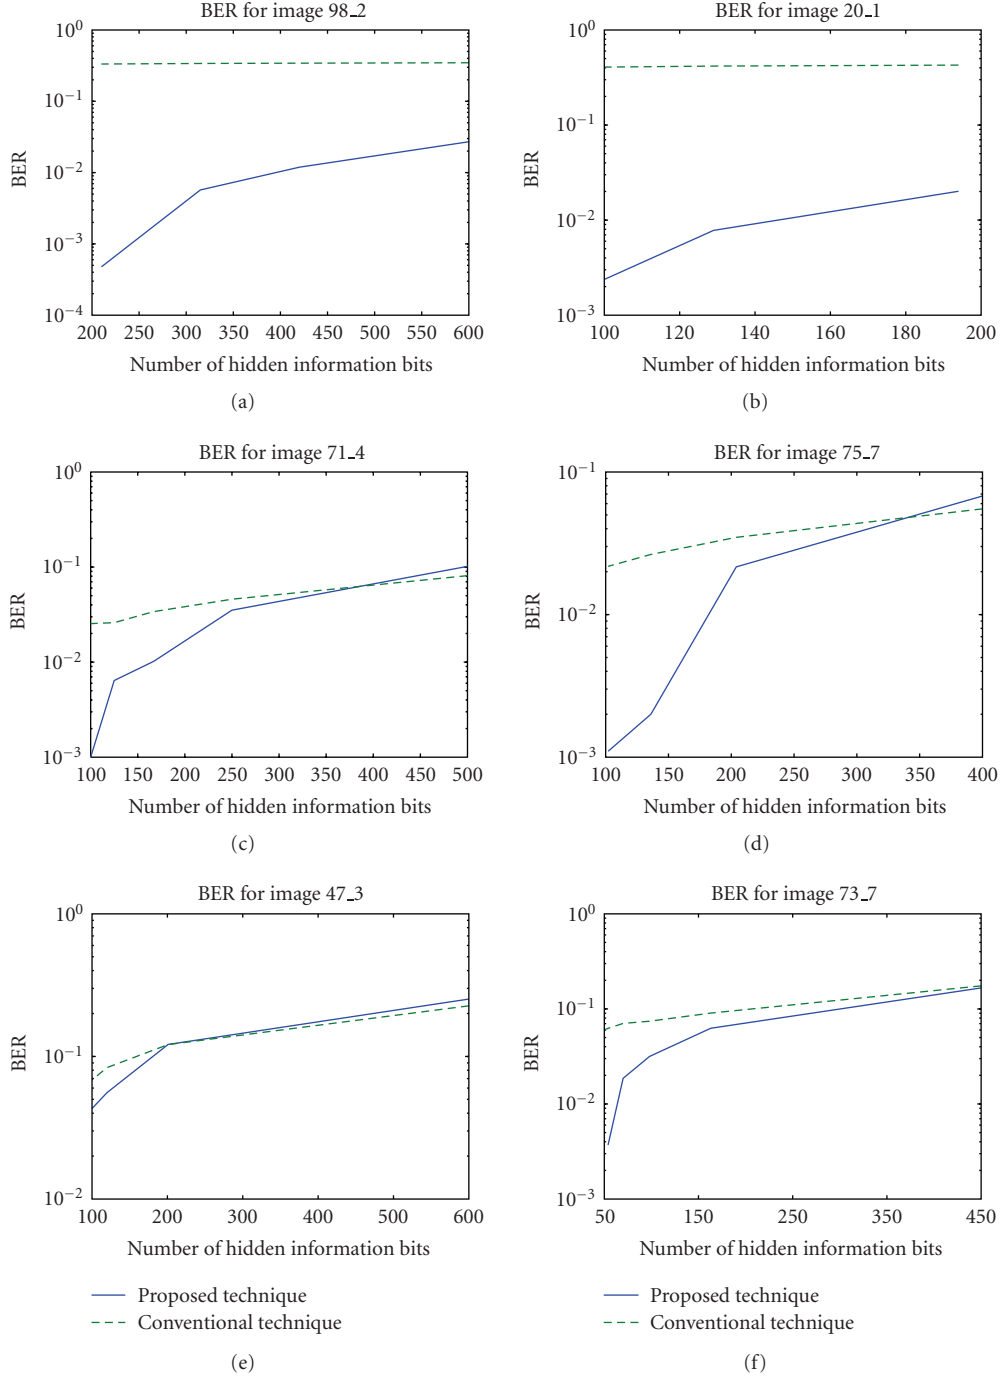 BER for image 98_2
BER
10^0
10^−1
10^−2
10^−3
10^−4
200 250 300 350 400 450 500 550 600
Number of hidden information bits
(a)
BER for image 20_1
BER
10^0
10^−1
10^−2
10^−3
100 120 140 160 180 200
Number of hidden information bits
(b)
BER for image 71_4
BER
10^0
10^−1
10^−2
10^−3
100 150 200 250 300 350 400 450 500
Number of hidden information bits
(c)
BER for image 75_7
BER
10^−1
10^−2
10^−3
100 150 200 250 300 350 400
Number of hidden information bits
(d)
BER for image 47_3
BER
10^0
10^−1
10^−2
100 200 300 400 500 600
Number of hidden information bits
Proposed technique
Conventional technique
(e)
BER for image 73_7
BER
10^0
10^−1
10^−2
10^−3
50 150 250 350 450
Number of hidden information bits
Proposed technique
Conventional technique
(f)